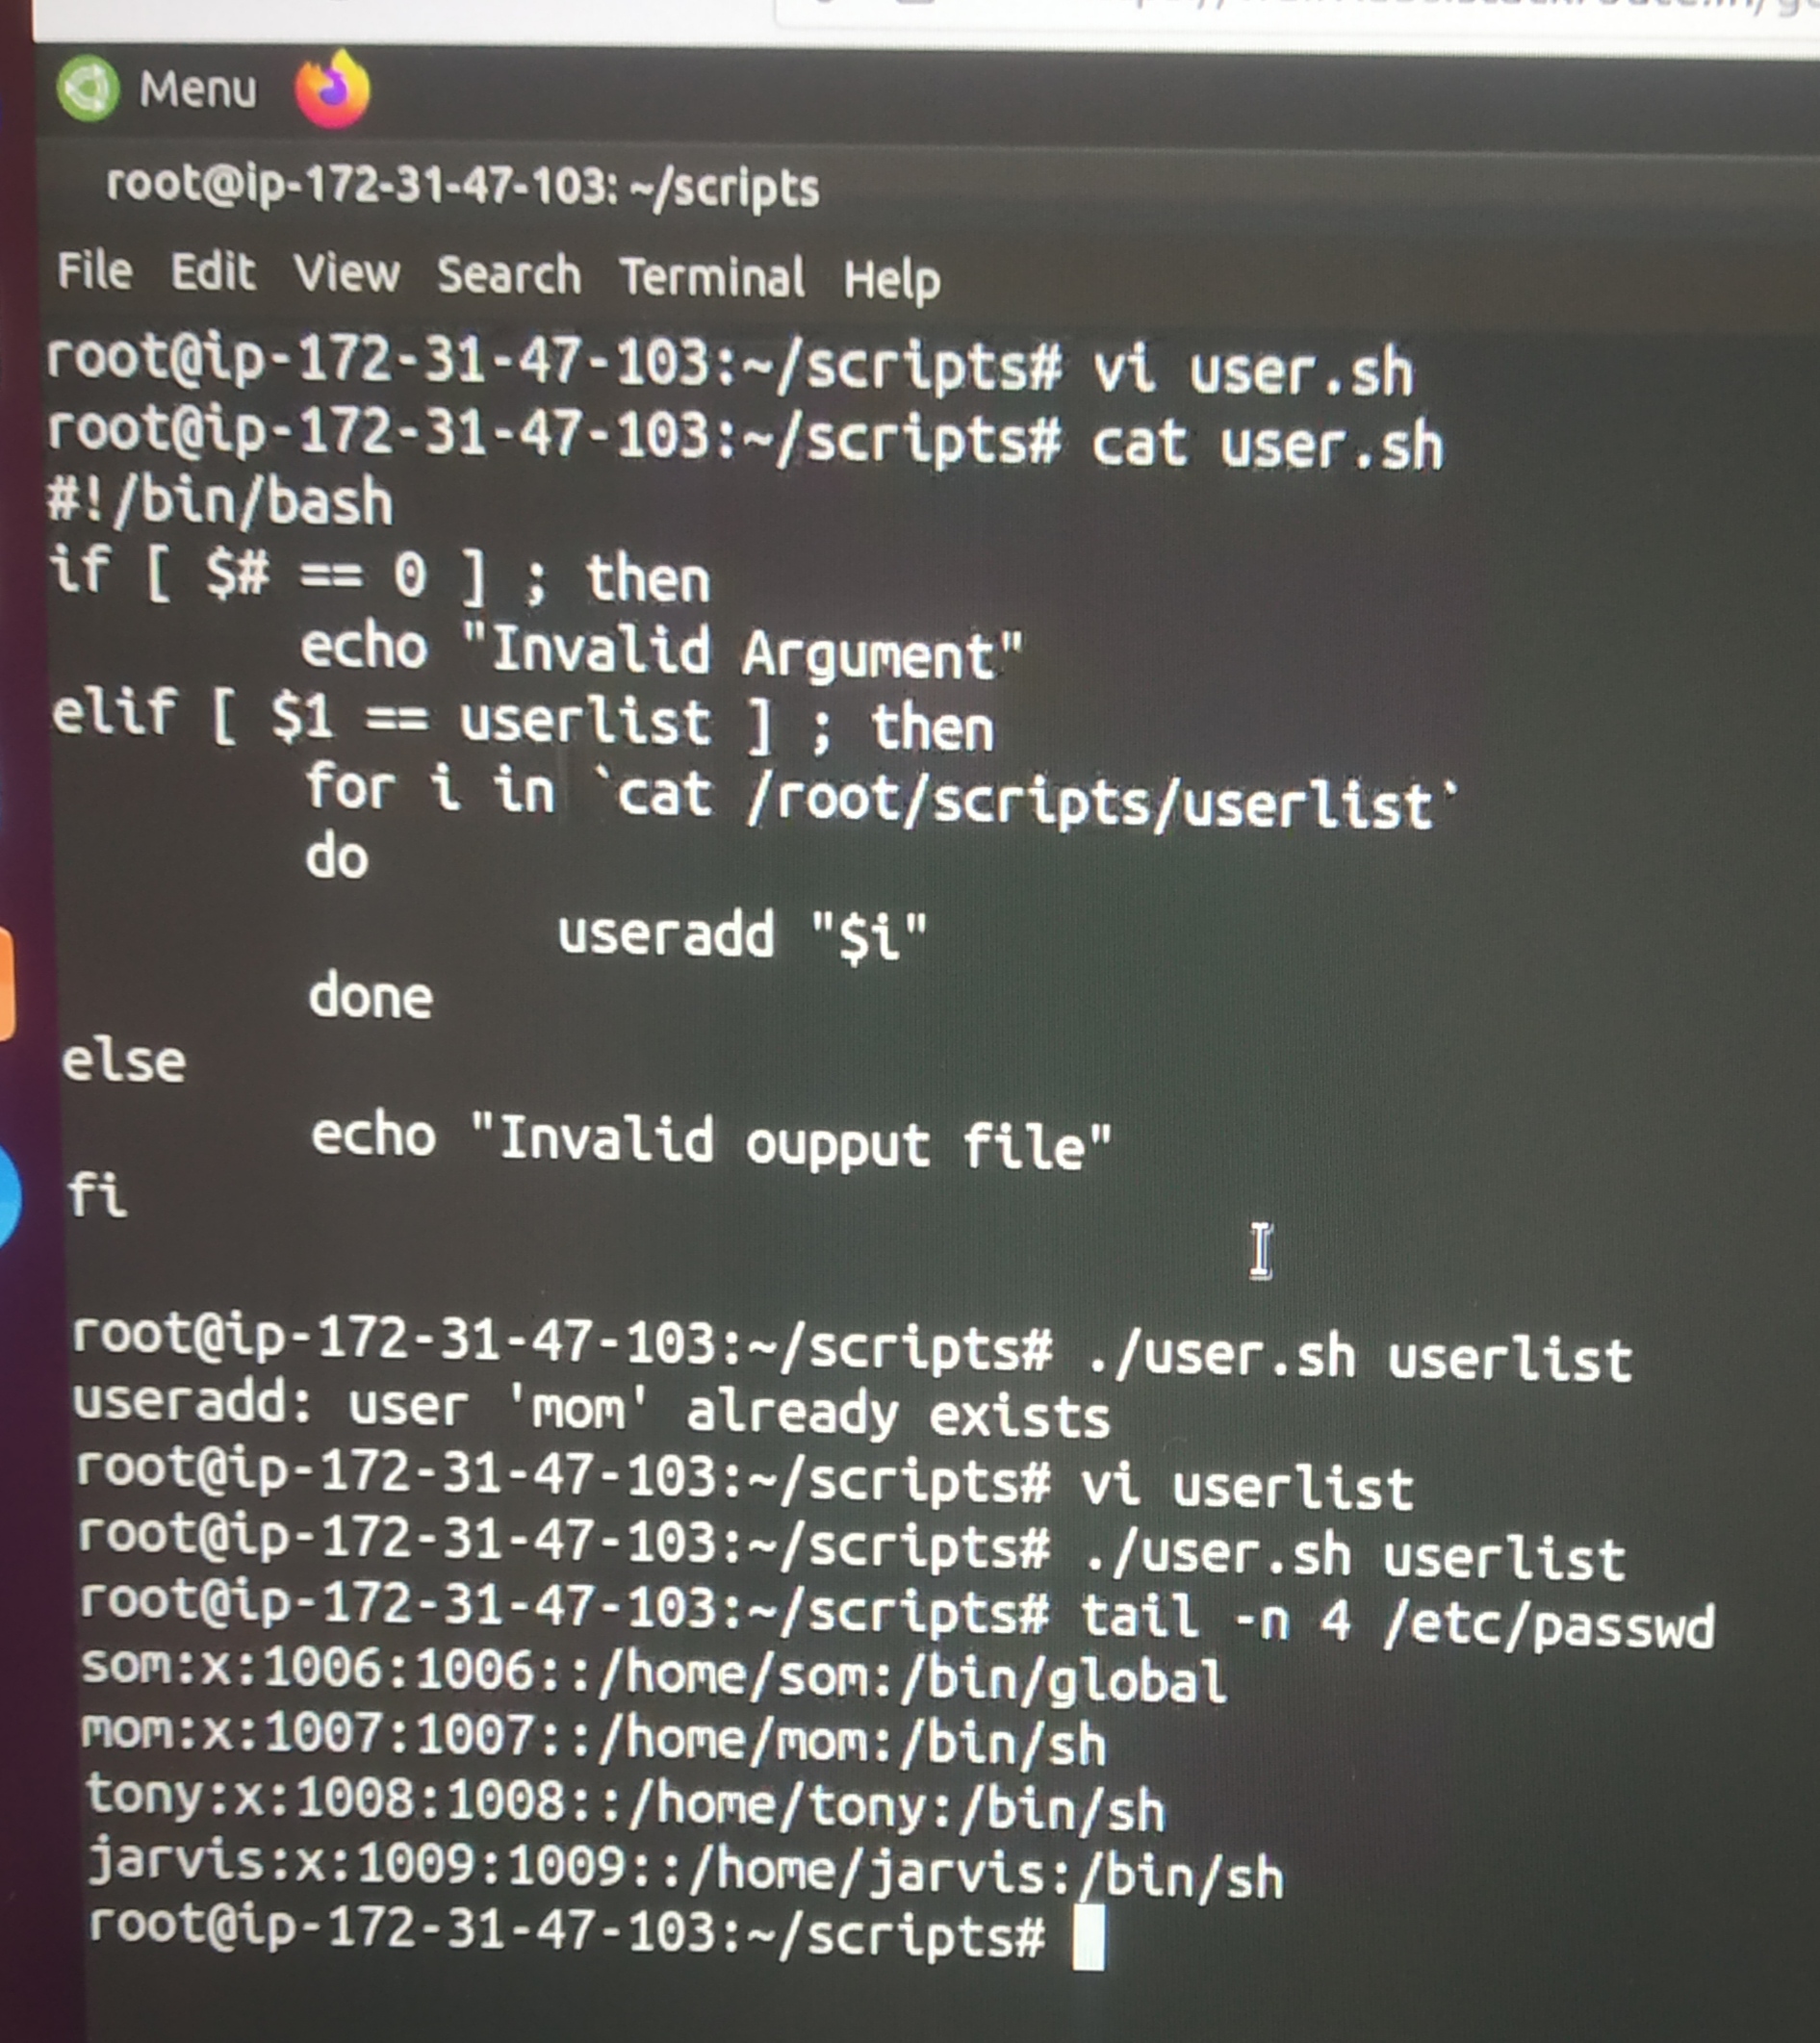 Menu
root@ip-172-31-47-103: ~/scripts
File Edit View Search Terminal Help
root@ip-172-31-47-103:~/scripts# vi user.sh
root@ip-172-31-47-103:~/scripts# cat user.sh
#!/bin/bash
if [ $# == 0 ] ; then
        echo "Invalid Argument"
elif [ $1 == userlist ] ; then
        for i in `cat /root/scripts/userlist`
        do
                useradd "$i"
        done
else
        echo "Invalid oupput file"
fi
root@ip-172-31-47-103:~/scripts# ./user.sh userlist
useradd: user 'mom' already exists
root@ip-172-31-47-103:~/scripts# vi userlist
root@ip-172-31-47-103:~/scripts# ./user.sh userlist
root@ip-172-31-47-103:~/scripts# tail -n 4 /etc/passwd
som:x:1006:1006::/home/som:/bin/global
mom:x:1007:1007::/home/mom:/bin/sh
tony:x:1008:1008::/home/tony:/bin/sh
jarvis:x:1009:1009::/home/jarvis:/bin/sh
root@ip-172-31-47-103:~/scripts#